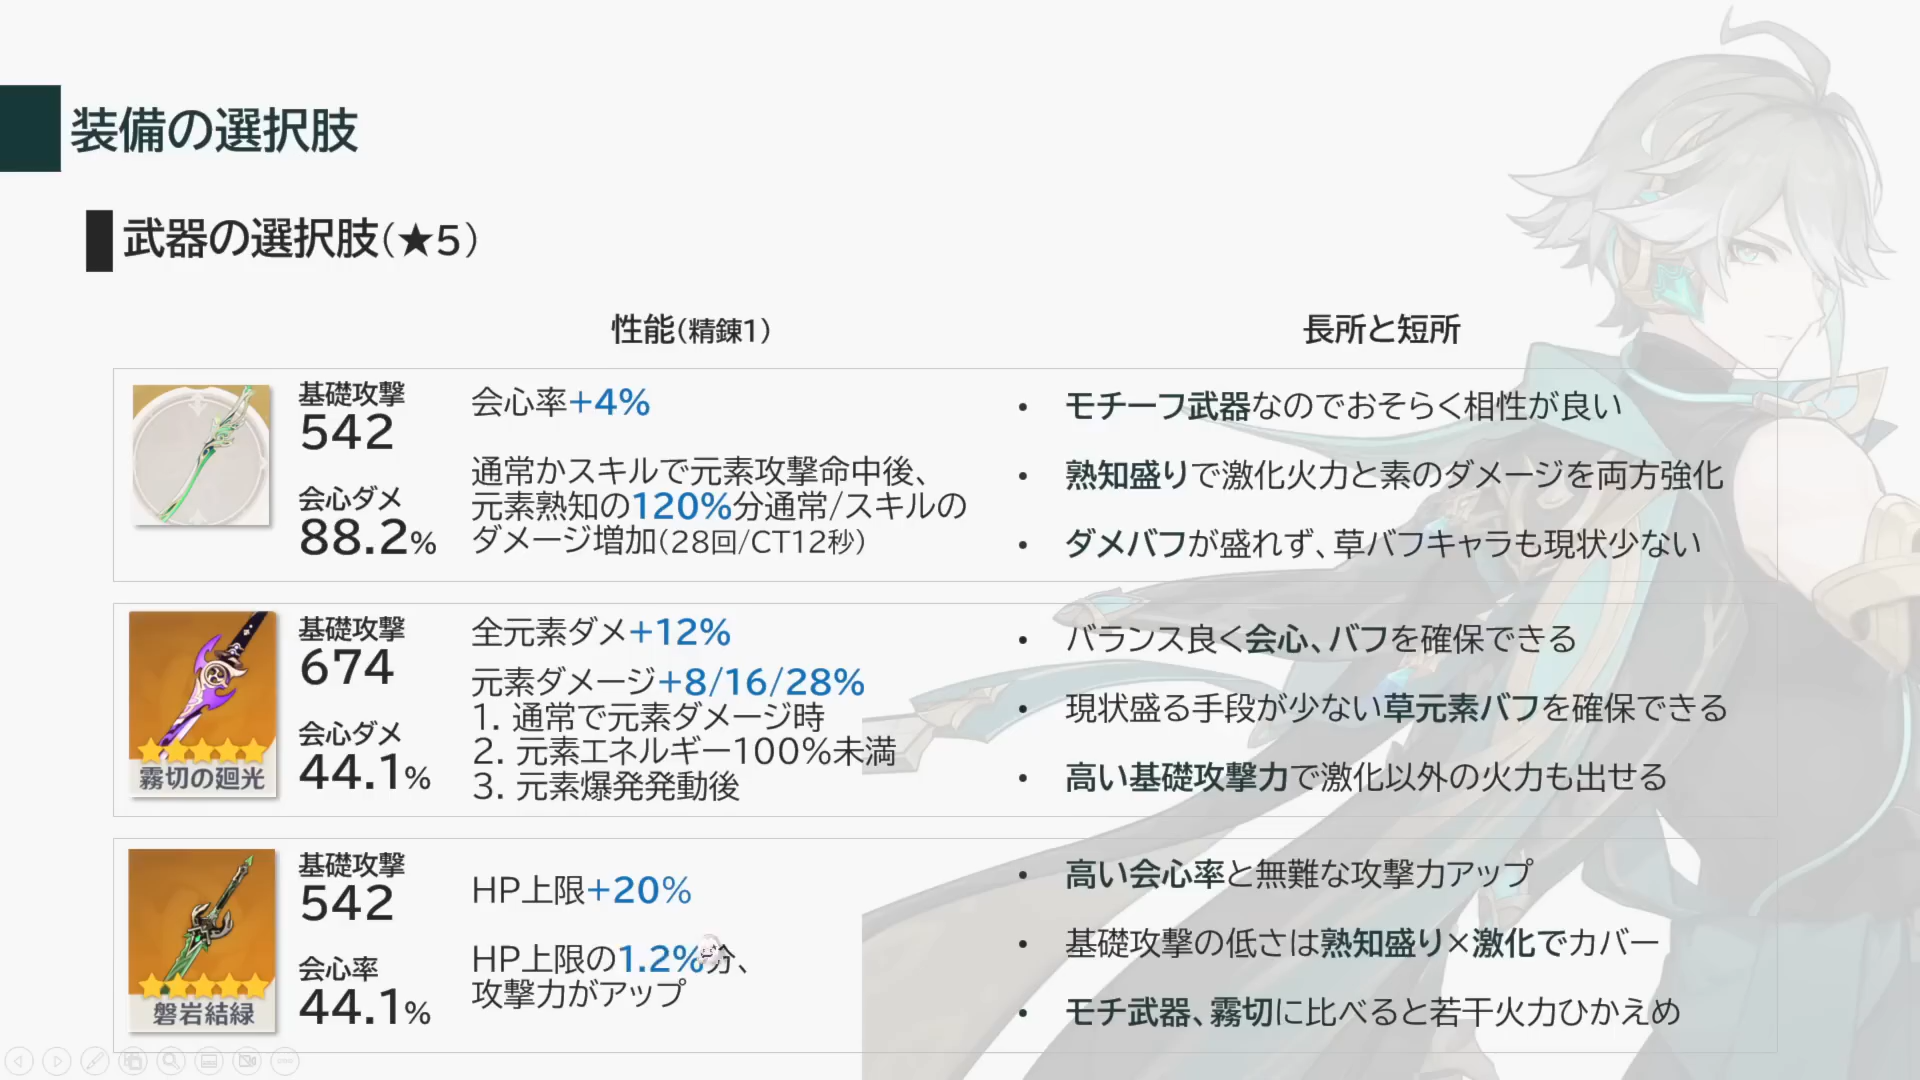 装備の選択肢
武器の選択肢(★5)
性能(精錬1)
長所と短所
基礎攻撃
542
会心ダメ
88.2%
会心率+4%
通常かスキルで元素攻撃命中後、
元素熟知の120%分通常/スキルの
ダメージ増加(28回/CT12秒)
• モチーフ武器なのでおそらく相性が良い
• 熟知盛りで激化火力と素のダメージを両方強化
• ダメバフが盛れず、草バフキャラも現状少ない
霧切の廻光
基礎攻撃
674
会心ダメ
44.1%
全元素ダメ+12%
元素ダメージ+8/16/28%
1. 通常で元素ダメージ時
2. 元素エネルギー100%未満
3. 元素爆発発動後
• バランス良く会心、バフを確保できる
• 現状盛る手段が少ない草元素バフを確保できる
• 高い基礎攻撃力で激化以外の火力も出せる
磐岩結緑
基礎攻撃
542
会心率
44.1%
HP上限+20%
HP上限の1.2%分、
攻撃力がアップ
• 高い会心率と無難な攻撃力アップ
• 基礎攻撃の低さは熟知盛り×激化でカバー
• モチ武器、霧切に比べると若干火力ひかえめ